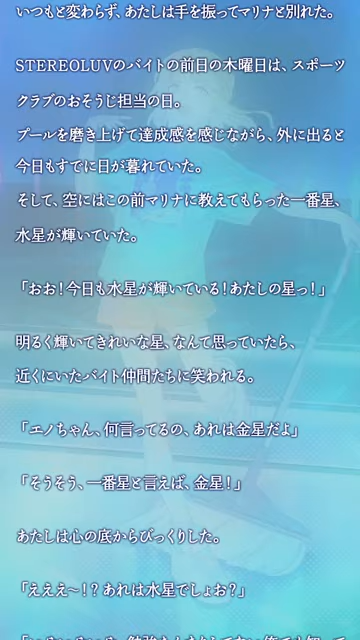 いつもと変わらず、あたしは手を振ってマリナと別れた。
STEREOLUVのバイトの前日の木曜日は、スポーツ
クラブのおそうじ担当の日。
プールを磨き上げて達成感を感じながら、外に出ると
今日もすでに日が暮れていた。
そして、空にはこの前マリナに教えてもらった一番星、
水星が輝いていた。
「おお！今日も水星が輝いている！あたしの星っ！」
明るく輝いてきれいな星、なんて思っていたら、
近くにいたバイト仲間たちに笑われる。
「エノちゃん、何言ってるの、あれは金星だよ」
「そうそう、一番星と言えば、金星！」
あたしは心の底からびっくりした。
「えええ～！？あれは水星でしょお？」